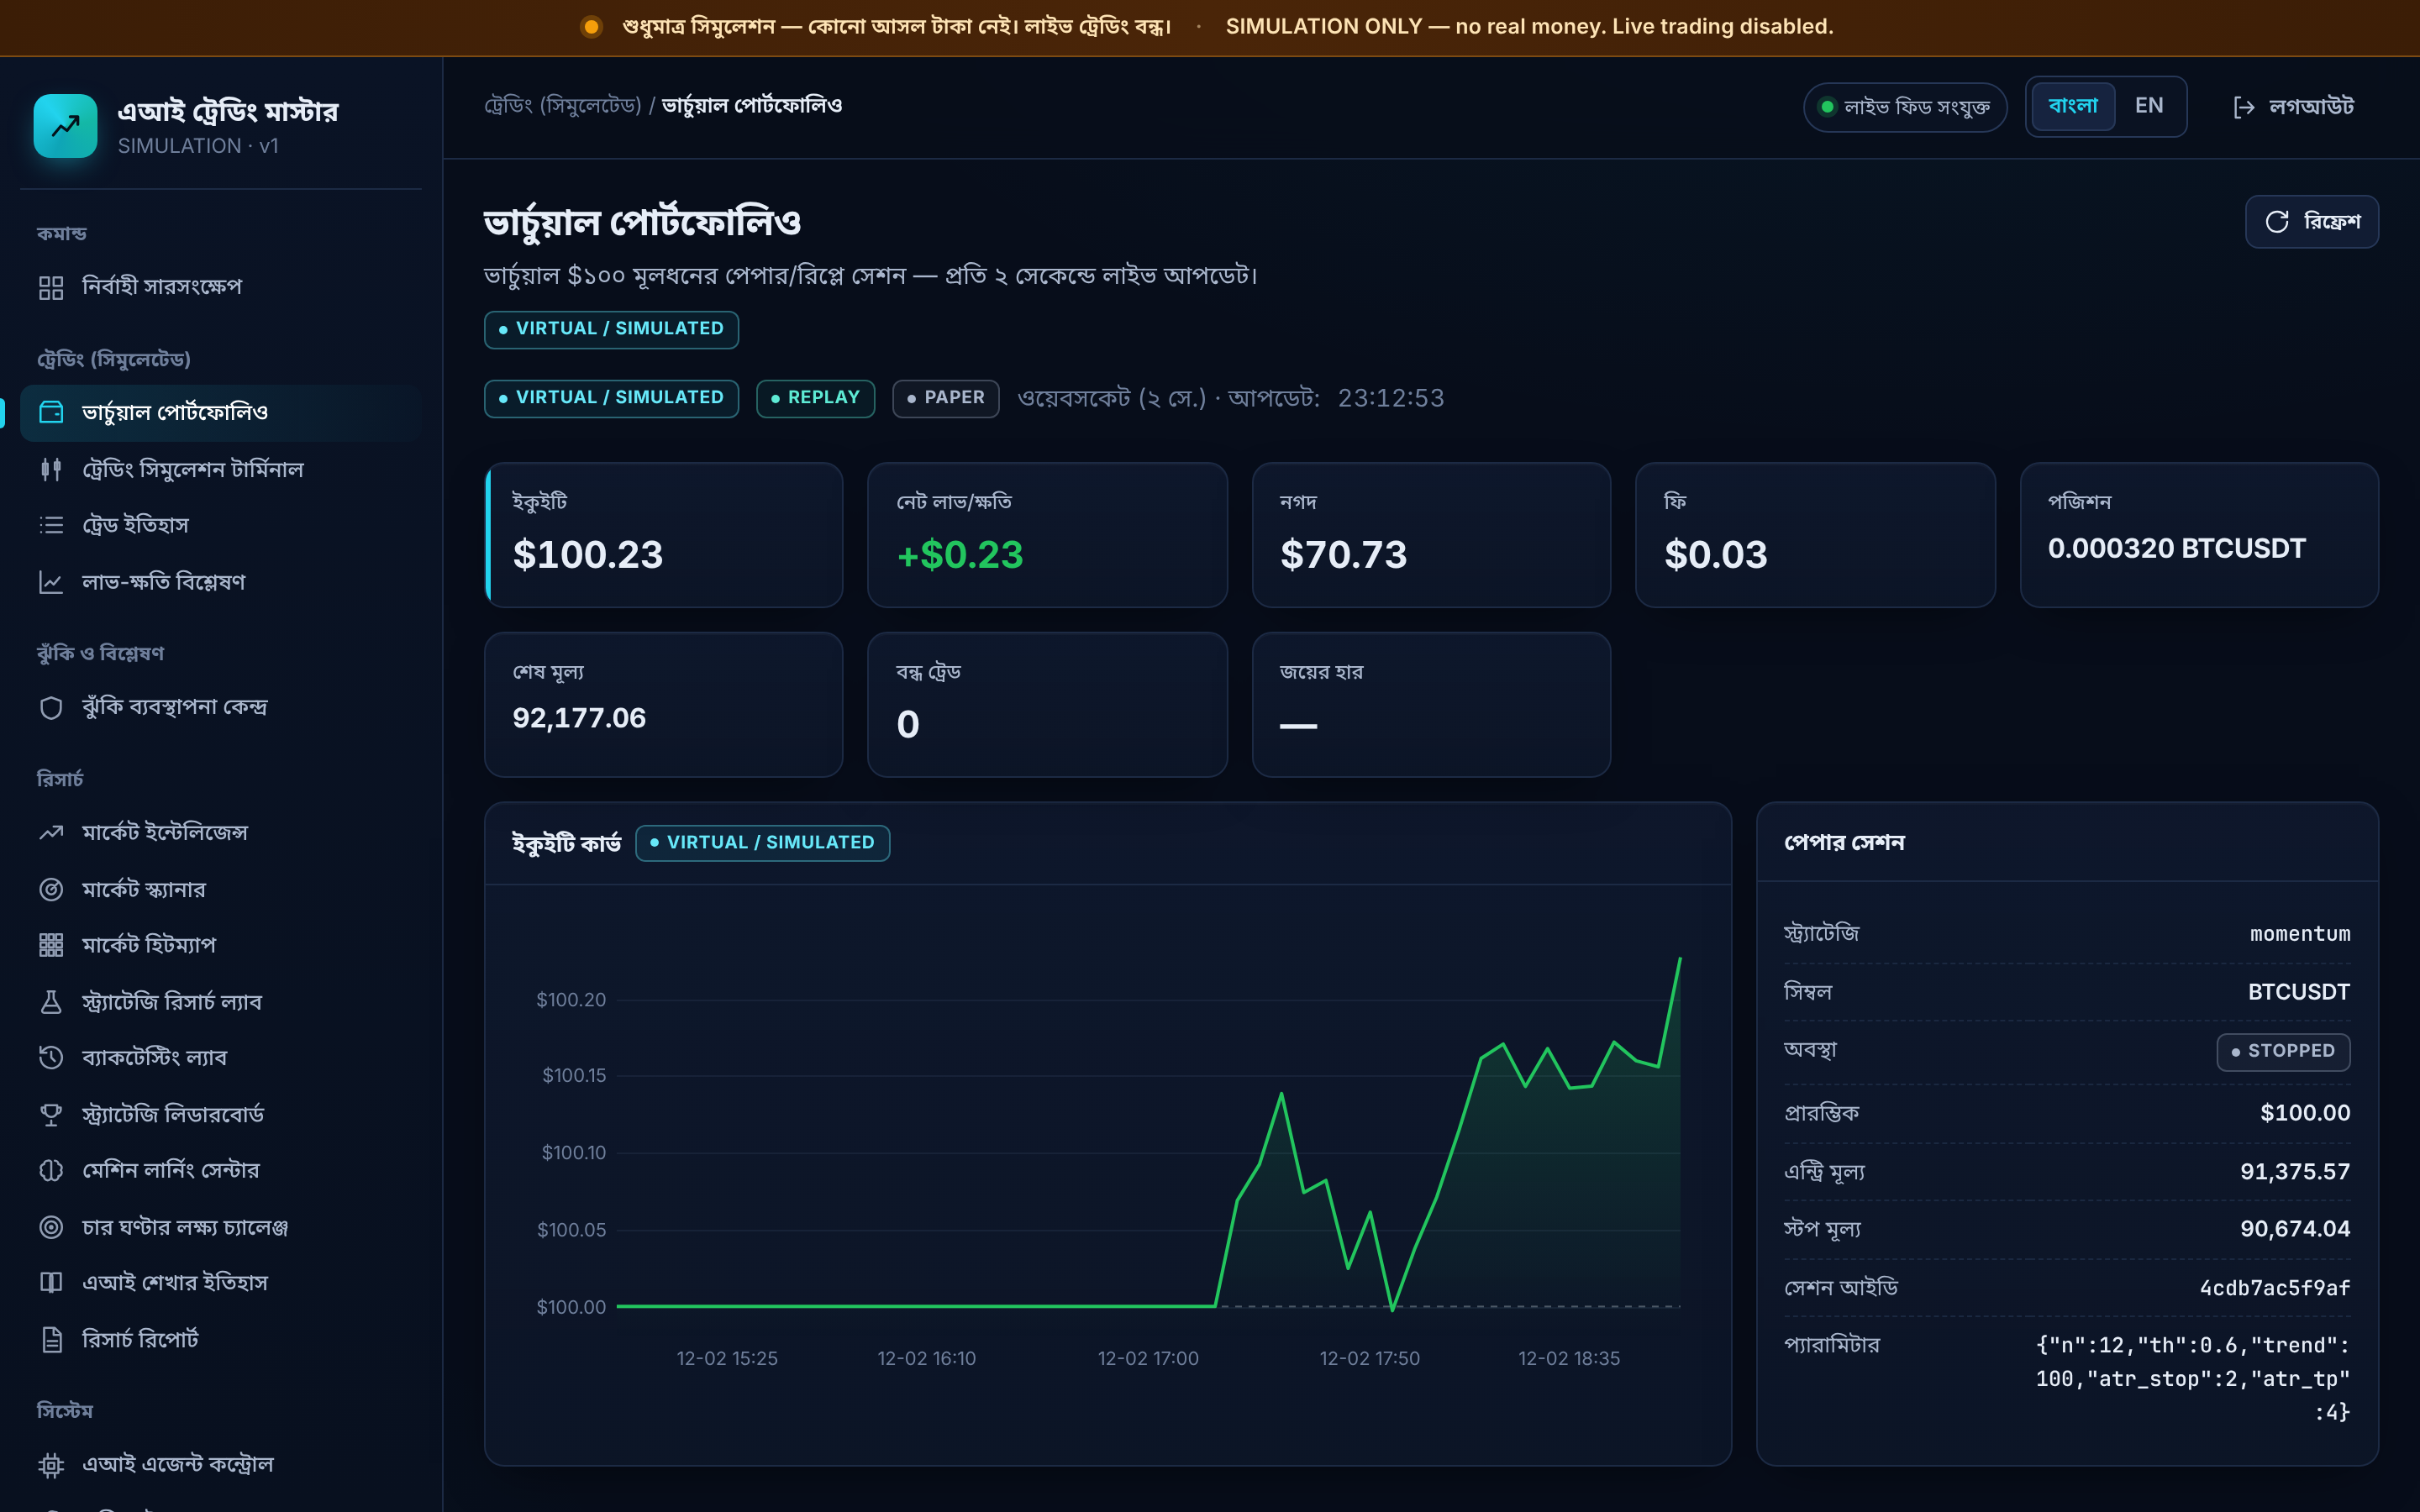 শুধুমাত্র সিমুলেশন — কোনো আসল টাকা নেই। লাইভ ট্রেডিং বন্ধ। · SIMULATION ONLY — no real money. Live trading disabled.
এআই ট্রেডিং মাস্টার
SIMULATION · v1
কমান্ড
নির্বাহী সারসংক্ষেপ
ট্রেডিং (সিমুলেটেড)
ভার্চুয়াল পোর্টফোলিও
ট্রেডিং সিমুলেশন টার্মিনাল
ট্রেড ইতিহাস
লাভ-ক্ষতি বিশ্লেষণ
ঝুঁকি ও বিশ্লেষণ
ঝুঁকি ব্যবস্থাপনা কেন্দ্র
রিসার্চ
মার্কেট ইন্টেলিজেন্স
মার্কেট স্ক্যানার
মার্কেট হিটম্যাপ
স্ট্র্যাটেজি রিসার্চ ল্যাব
ব্যাকটেস্টিং ল্যাব
স্ট্র্যাটেজি লিডারবোর্ড
মেশিন লার্নিং সেন্টার
চার ঘণ্টার লক্ষ্য চ্যালেঞ্জ
এআই শেখার ইতিহাস
রিসার্চ রিপোর্ট
সিস্টেম
এআই এজেন্ট কন্ট্রোল
ট্রেডিং (সিমুলেটেড) / ভার্চুয়াল পোর্টফোলিও
লাইভ ফিড সংযুক্ত
বাংলা EN
লগআউট
ভার্চুয়াল পোর্টফোলিও
রিফ্রেশ
ভার্চুয়াল $১০০ মূলধনের পেপার/রিপ্লে সেশন — প্রতি ২ সেকেন্ডে লাইভ আপডেট।
VIRTUAL / SIMULATED
VIRTUAL / SIMULATED REPLAY PAPER ওয়েবসকেট (২ সে.) · আপডেট: 23:12:53
ইকুইটি
$100.23
নেট লাভ/ক্ষতি
+$0.23
নগদ
$70.73
ফি
$0.03
পজিশন
0.000320 BTCUSDT
শেষ মূল্য
92,177.06
বন্ধ ট্রেড
0
জয়ের হার
—
ইকুইটি কার্ভ VIRTUAL / SIMULATED
$100.20
$100.15
$100.10
$100.05
$100.00
12-02 15:25 12-02 16:10 12-02 17:00 12-02 17:50 12-02 18:35
পেপার সেশন
স্ট্র্যাটেজি momentum
সিম্বল BTCUSDT
অবস্থা STOPPED
প্রারম্ভিক $100.00
এন্ট্রি মূল্য 91,375.57
স্টপ মূল্য 90,674.04
সেশন আইডি 4cdb7ac5f9af
প্যারামিটার {"n":12,"th":0.6,"trend":
100,"atr_stop":2,"atr_tp"
:4}